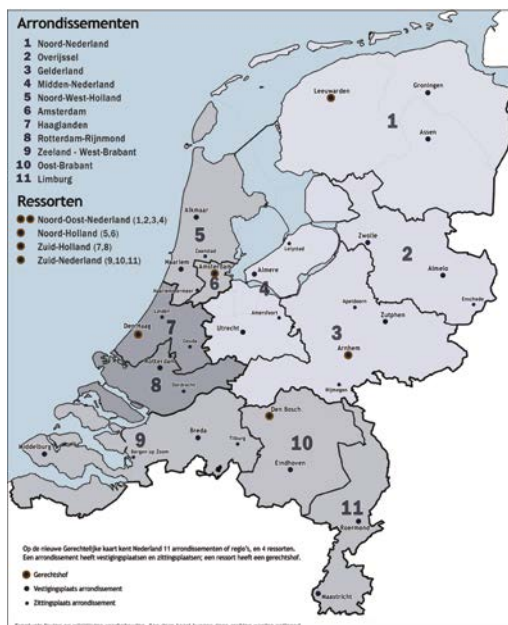 Arrondissementen
1 Noord-Nederland
2 Overijssel
3 Gelderland
4 Midden-Nederland
5 Noord-West-Holland
6 Amsterdam
7 Haaglanden
8 Rotterdam-Rijnmond
9 Zeeland - West-Brabant
10 Oost-Brabant
11 Limburg
Ressorten
Noord-Oost-Nederland (1,2,3,4)
Noord-Holland (5,6)
Zuid-Holland (7,8)
Zuid-Nederland (9,10,11)
Leeuwarden
Groningen
1
Assen
Alkmaar
5
Zaanstad
Haarlem
Amsterdam
6
Haarlemmermeer
Lelystad
Almere
4
Zwolle
2
Almelo
Enschede
Leiden
Den Haag
7
Gouda
Utrecht
Amersfoort
Apeldoorn
3
Zutphen
Arnhem
Nijmegen
Rotterdam
8
Dordrecht
Middelburg
9
Bergen op Zoom
Breda
Tilburg
Den Bosch
10
Eindhoven
11
Roermond
Maastricht
Op de nieuwe Gerechtelijke kaart kent Nederland 11 arrondissementen of regio's, en 4 ressorten.
Een arrondissement heeft vestigingsplaatsen en zittingsplaatsen; een ressort heeft een gerechtshof.
Gerechtshof
Vestigingsplaats arrondissement
Zittingsplaats arrondissement